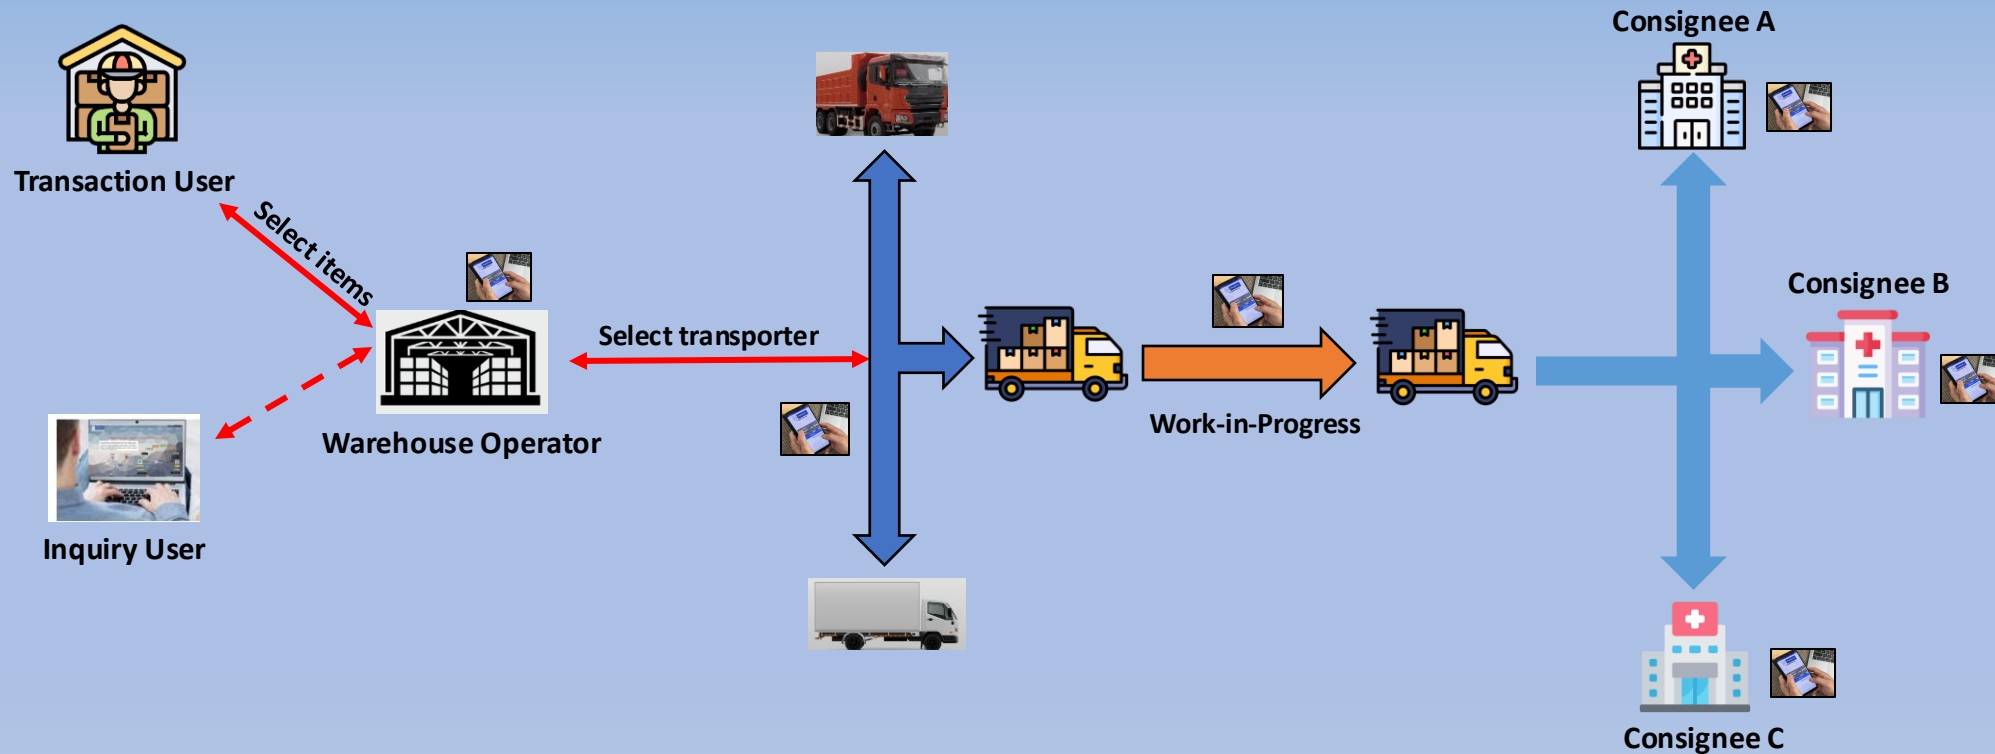 Consignee A
Transaction User
Select items
Consignee B
Select transporter
Work-in-Progress
Warehouse Operator
Inquiry User
Consignee C